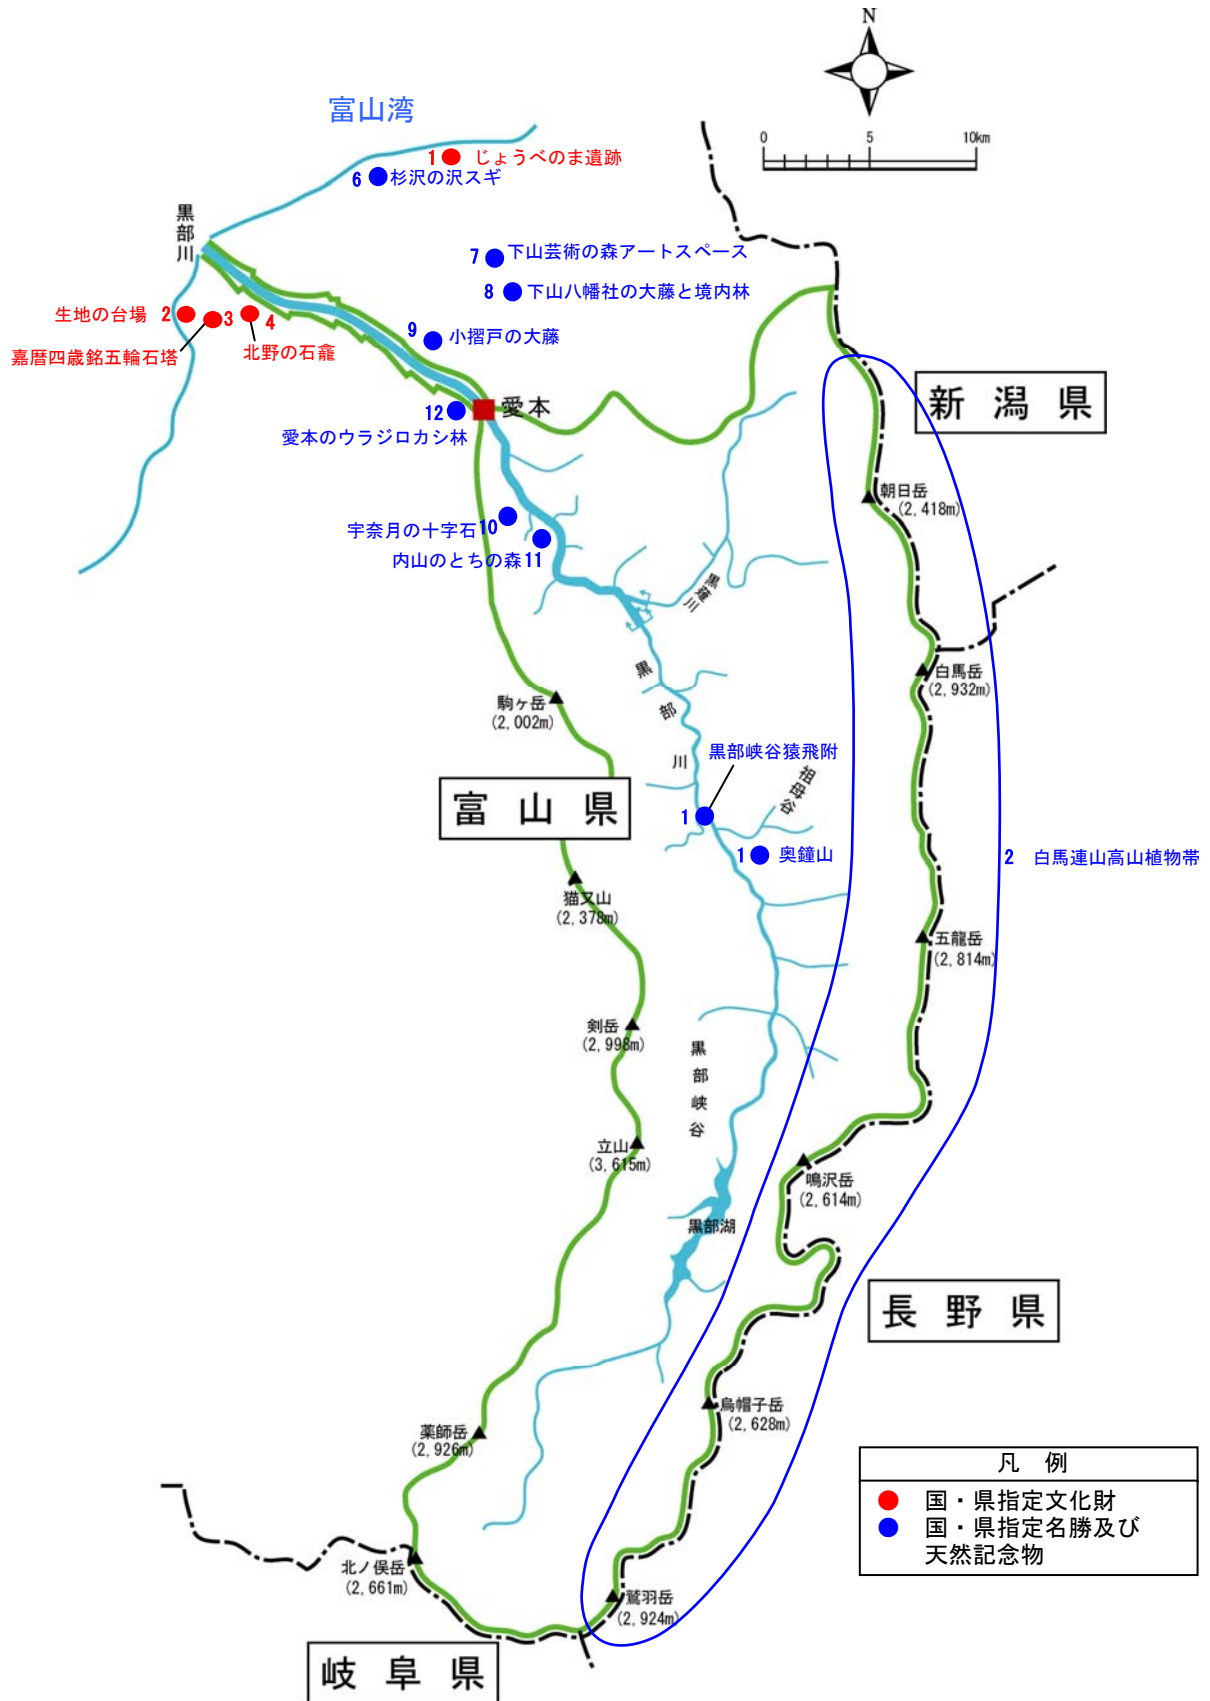 N
富山湾
0 5 10km
1 じょうべのま遺跡
6 杉沢の沢スギ
黒部川
7 下山芸術の森アートスペース
8 下山八幡社の大藤と境内林
生地の台場 2
3
4
嘉暦四歳銘五輪石塔
北野の石龕
9 小摺戸の大藤
12
愛本
愛本のウラジロカシ林
新潟県
朝日岳
(2,418m)
宇奈月の十字石10
内山のとちの森11
黒薙川
黒部川
白馬岳
(2,932m)
駒ヶ岳
(2,002m)
黒部峡谷猿飛附
祖母谷
富山県
1
1 奥鐘山
2 白馬連山高山植物帯
猫又山
(2,378m)
五龍岳
(2,814m)
剣岳
(2,998m)
黒部峡谷
立山
(3,615m)
鳴沢岳
(2,614m)
黒部湖
長野県
烏帽子岳
(2,628m)
薬師岳
(2,926m)
凡 例
国・県指定文化財
国・県指定名勝及び
天然記念物
北ノ俣岳
(2,661m)
鷲羽岳
(2,924m)
岐阜県